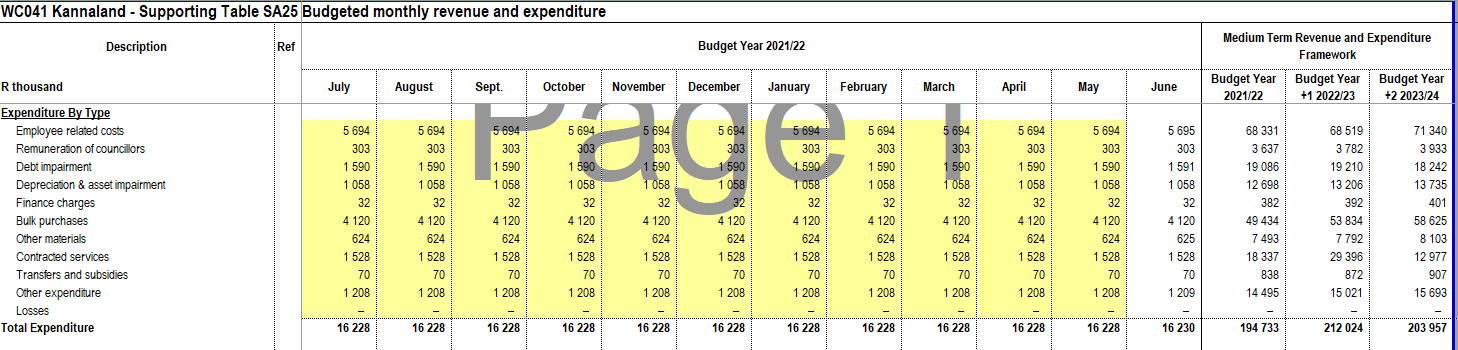 WC041 Kannaland - Supporting Table SA25 Budgeted monthly revenue and expenditure
Description Ref Budget Year 2021/22 Medium Term Revenue and Expenditure Framework
R thousand July August Sept. October November December January February March April May June Budget Year 2021/22 Budget Year +1 2022/23 Budget Year +2 2023/24
Page 1
Expenditure By Type
Employee related costs 5 694 5 694 5 694 5 694 5 694 5 694 5 694 5 694 5 694 5 694 5 694 5 695 68 331 68 519 71 340
Remuneration of councillors 303 303 303 303 303 303 303 303 303 303 303 303 3 637 3 782 3 933
Debt impairment 1 590 1 590 1 590 1 590 1 590 1 590 1 590 1 590 1 590 1 590 1 590 1 591 19 086 19 210 18 242
Depreciation & asset impairment 1 058 1 058 1 058 1 058 1 058 1 058 1 058 1 058 1 058 1 058 1 058 1 058 12 698 13 206 13 735
Finance charges 32 32 32 32 32 32 32 32 32 32 32 32 382 392 401
Bulk purchases 4 120 4 120 4 120 4 120 4 120 4 120 4 120 4 120 4 120 4 120 4 120 4 120 49 434 53 834 58 625
Other materials 624 624 624 624 624 624 624 624 624 624 624 625 7 493 7 792 8 103
Contracted services 1 528 1 528 1 528 1 528 1 528 1 528 1 528 1 528 1 528 1 528 1 528 1 528 18 337 29 396 12 977
Transfers and subsidies 70 70 70 70 70 70 70 70 70 70 70 70 838 872 907
Other expenditure 1 208 1 208 1 208 1 208 1 208 1 208 1 208 1 208 1 208 1 208 1 208 1 209 14 495 15 021 15 693
Losses – – – – – – – – – – – – – – –
Total Expenditure 16 228 16 228 16 228 16 228 16 228 16 228 16 228 16 228 16 228 16 228 16 228 16 230 194 733 212 024 203 957